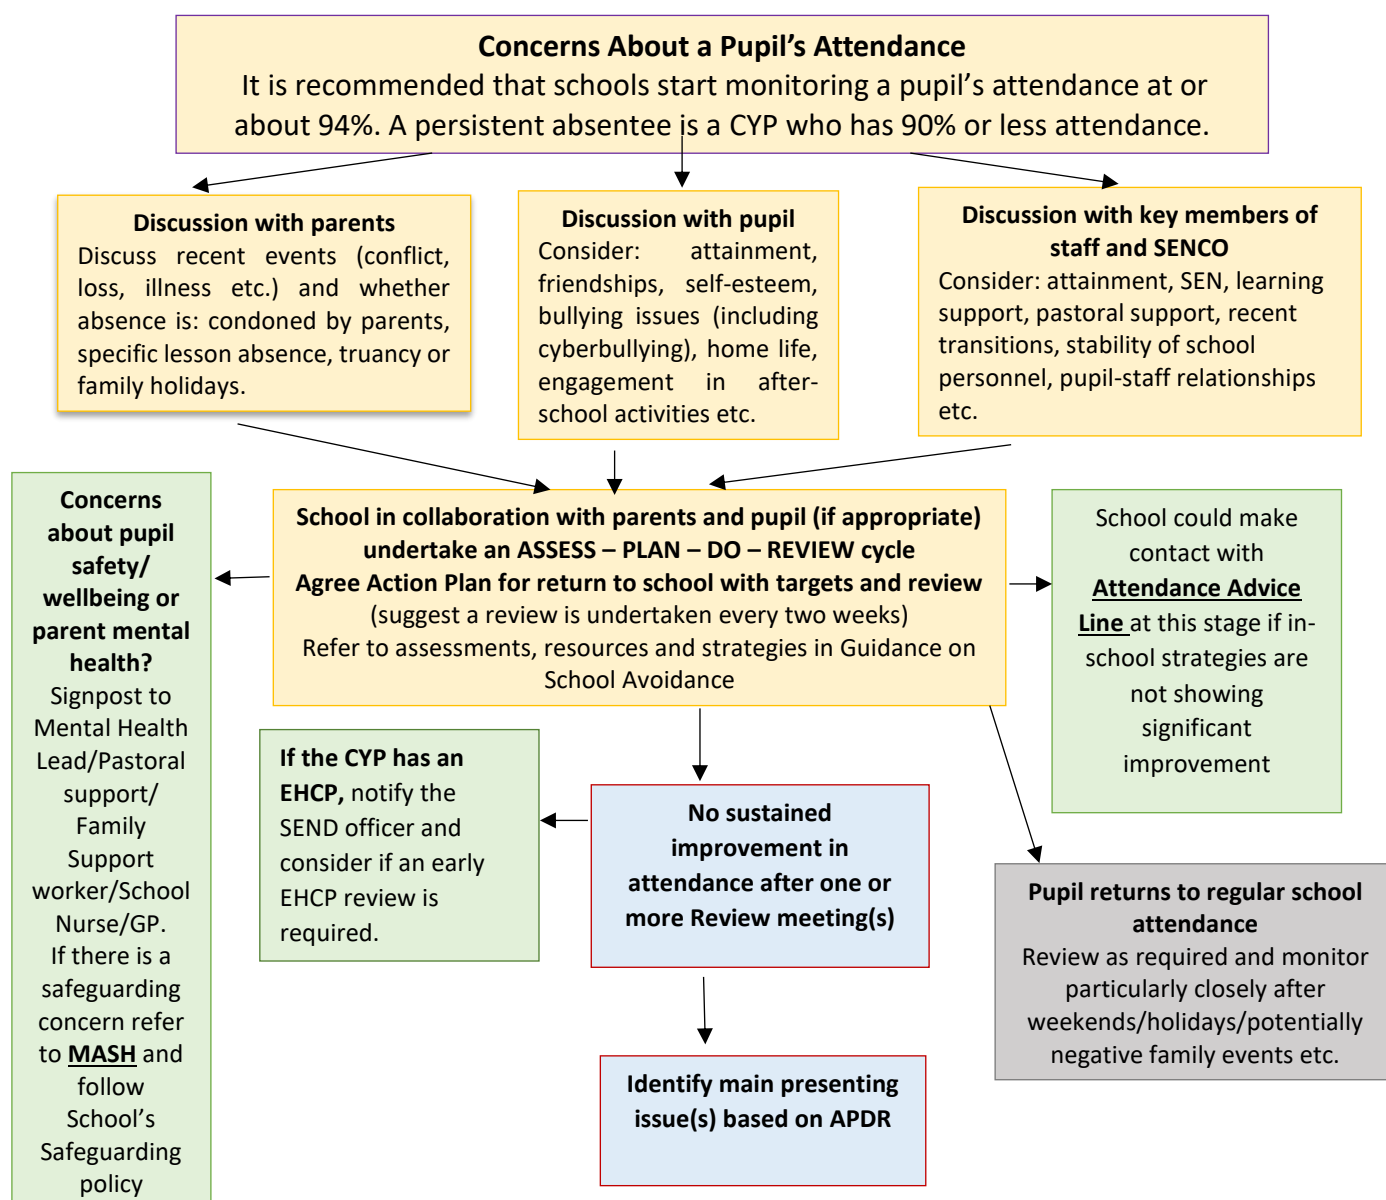 Concerns About a Pupil’s Attendance
It is recommended that schools start monitoring a pupil’s attendance at or
about 94%. A persistent absentee is a CYP who has 90% or less attendance.
Discussion with parents
Discuss recent events (conflict,
loss, illness etc.) and whether
absence is: condoned by parents,
specific lesson absence, truancy or
family holidays.
Discussion with pupil
Consider: attainment,
friendships, self-esteem,
bullying issues (including
cyberbullying), home life,
engagement in after-
school activities etc.
Discussion with key members of
staff and SENCO
Consider: attainment, SEN, learning
support, pastoral support, recent
transitions, stability of school
personnel, pupil-staff relationships
etc.
Concerns
about pupil
safety/
wellbeing or
parent mental
health?
Signpost to
Mental Health
Lead/Pastoral
support/
Family
Support
worker/School
Nurse/GP.
If there is a
safeguarding
concern refer
to MASH and
follow
School’s
Safeguarding
policy
School in collaboration with parents and pupil (if appropriate)
undertake an ASSESS – PLAN – DO – REVIEW cycle
Agree Action Plan for return to school with targets and review
(suggest a review is undertaken every two weeks)
Refer to assessments, resources and strategies in Guidance on
School Avoidance
School could make
contact with
Attendance Advice
Line at this stage if in-
school strategies are
not showing
significant
improvement
If the CYP has an
EHCP, notify the
SEND officer and
consider if an early
EHCP review is
required.
No sustained
improvement in
attendance after one or
more Review meeting(s)
Pupil returns to regular school
attendance
Review as required and monitor
particularly closely after
weekends/holidays/potentially
negative family events etc.
Identify main presenting
issue(s) based on APDR